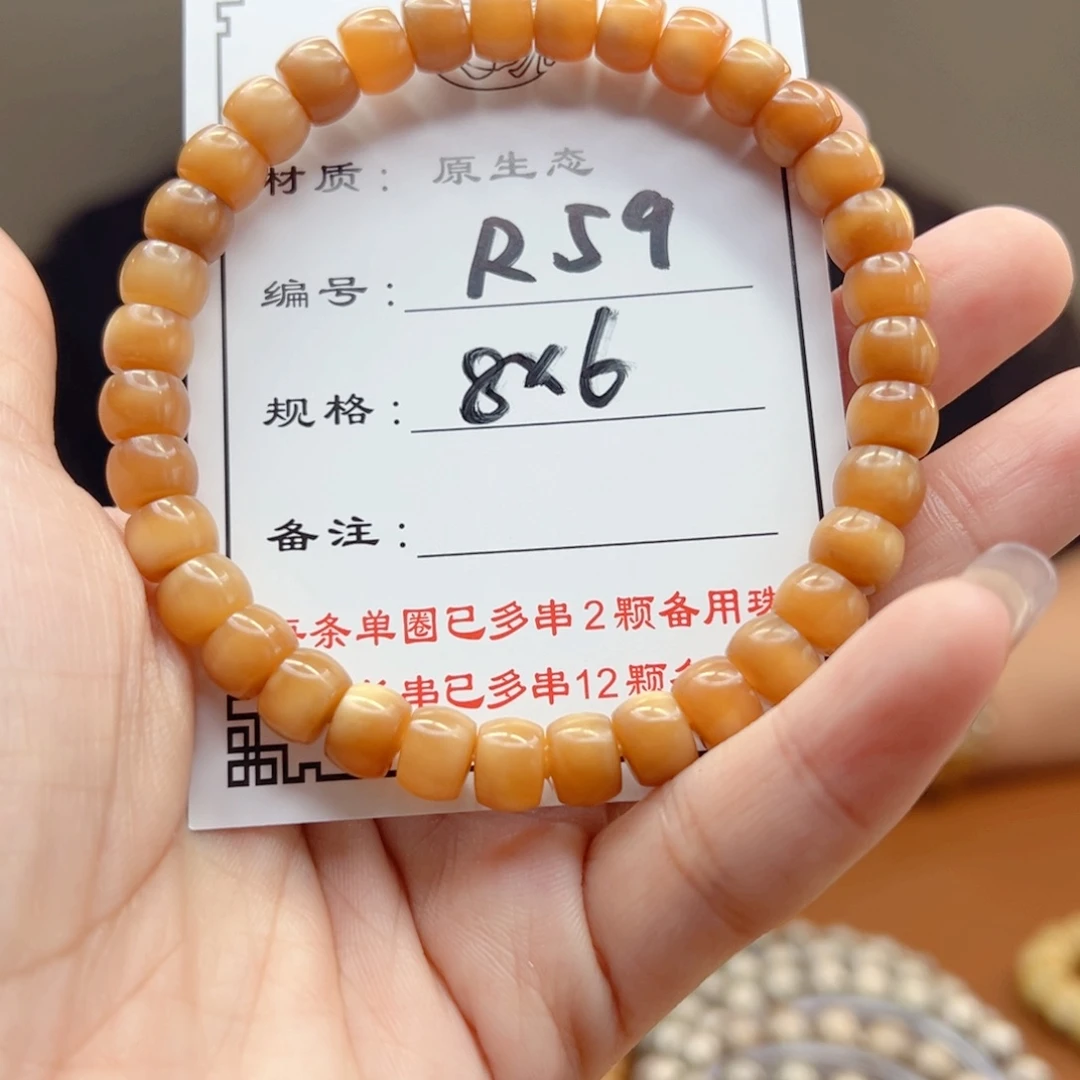 材质： 原生态
编号： R59
规格： 8x6
备注：
条单圈已多串2颗备用珠
串已多串12颗